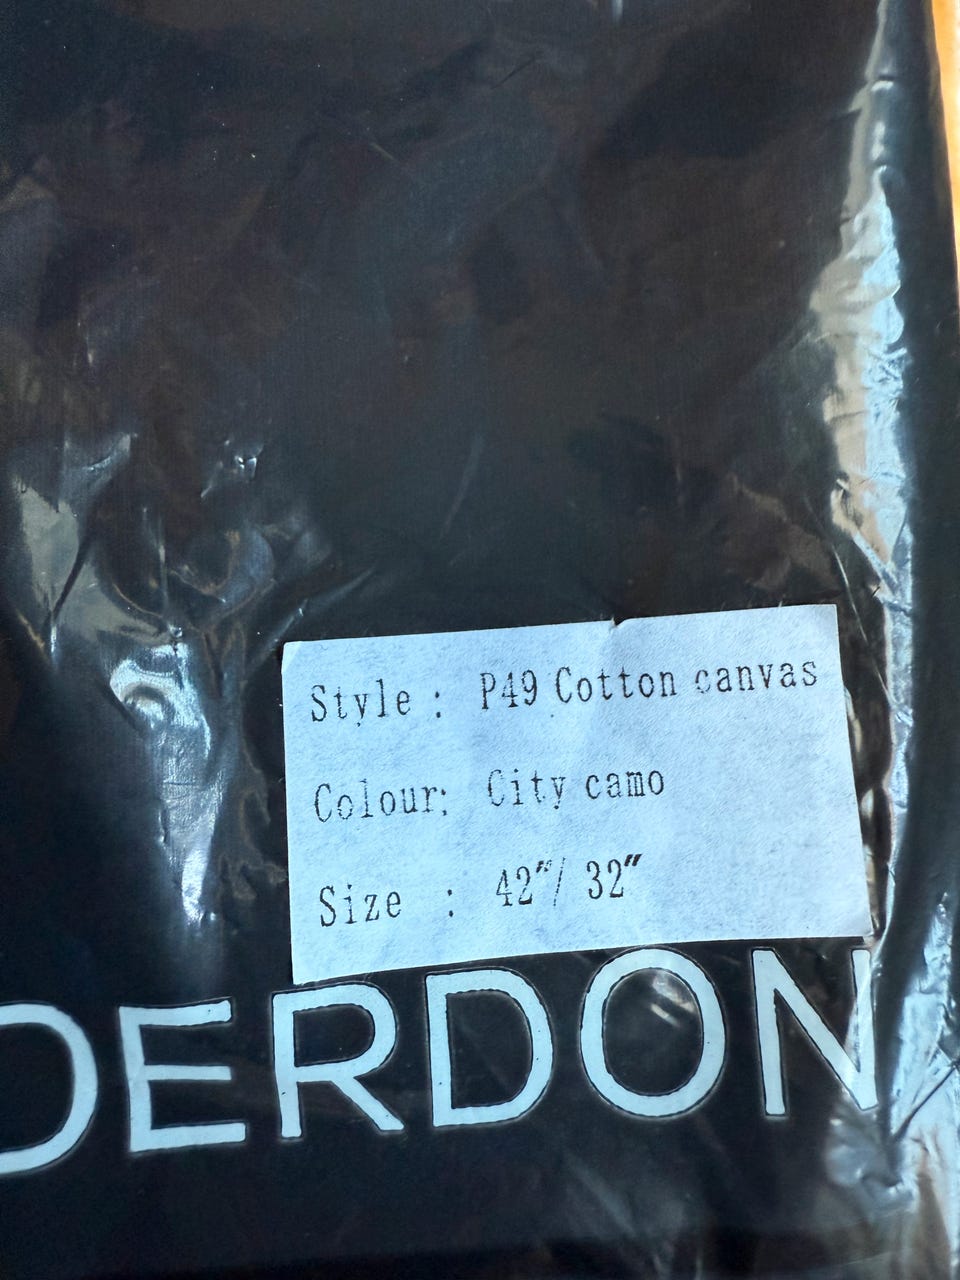 Style : P49 Cotton canvas
Colour: City camo
Size : 42"/ 32"
DERDON